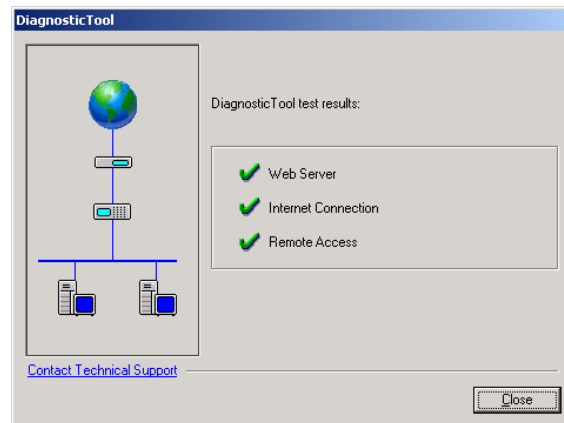 DiagnosticTool
DiagnosticTool test results:
Web Server
Internet Connection
Remote Access
Contact Technical Support
Close